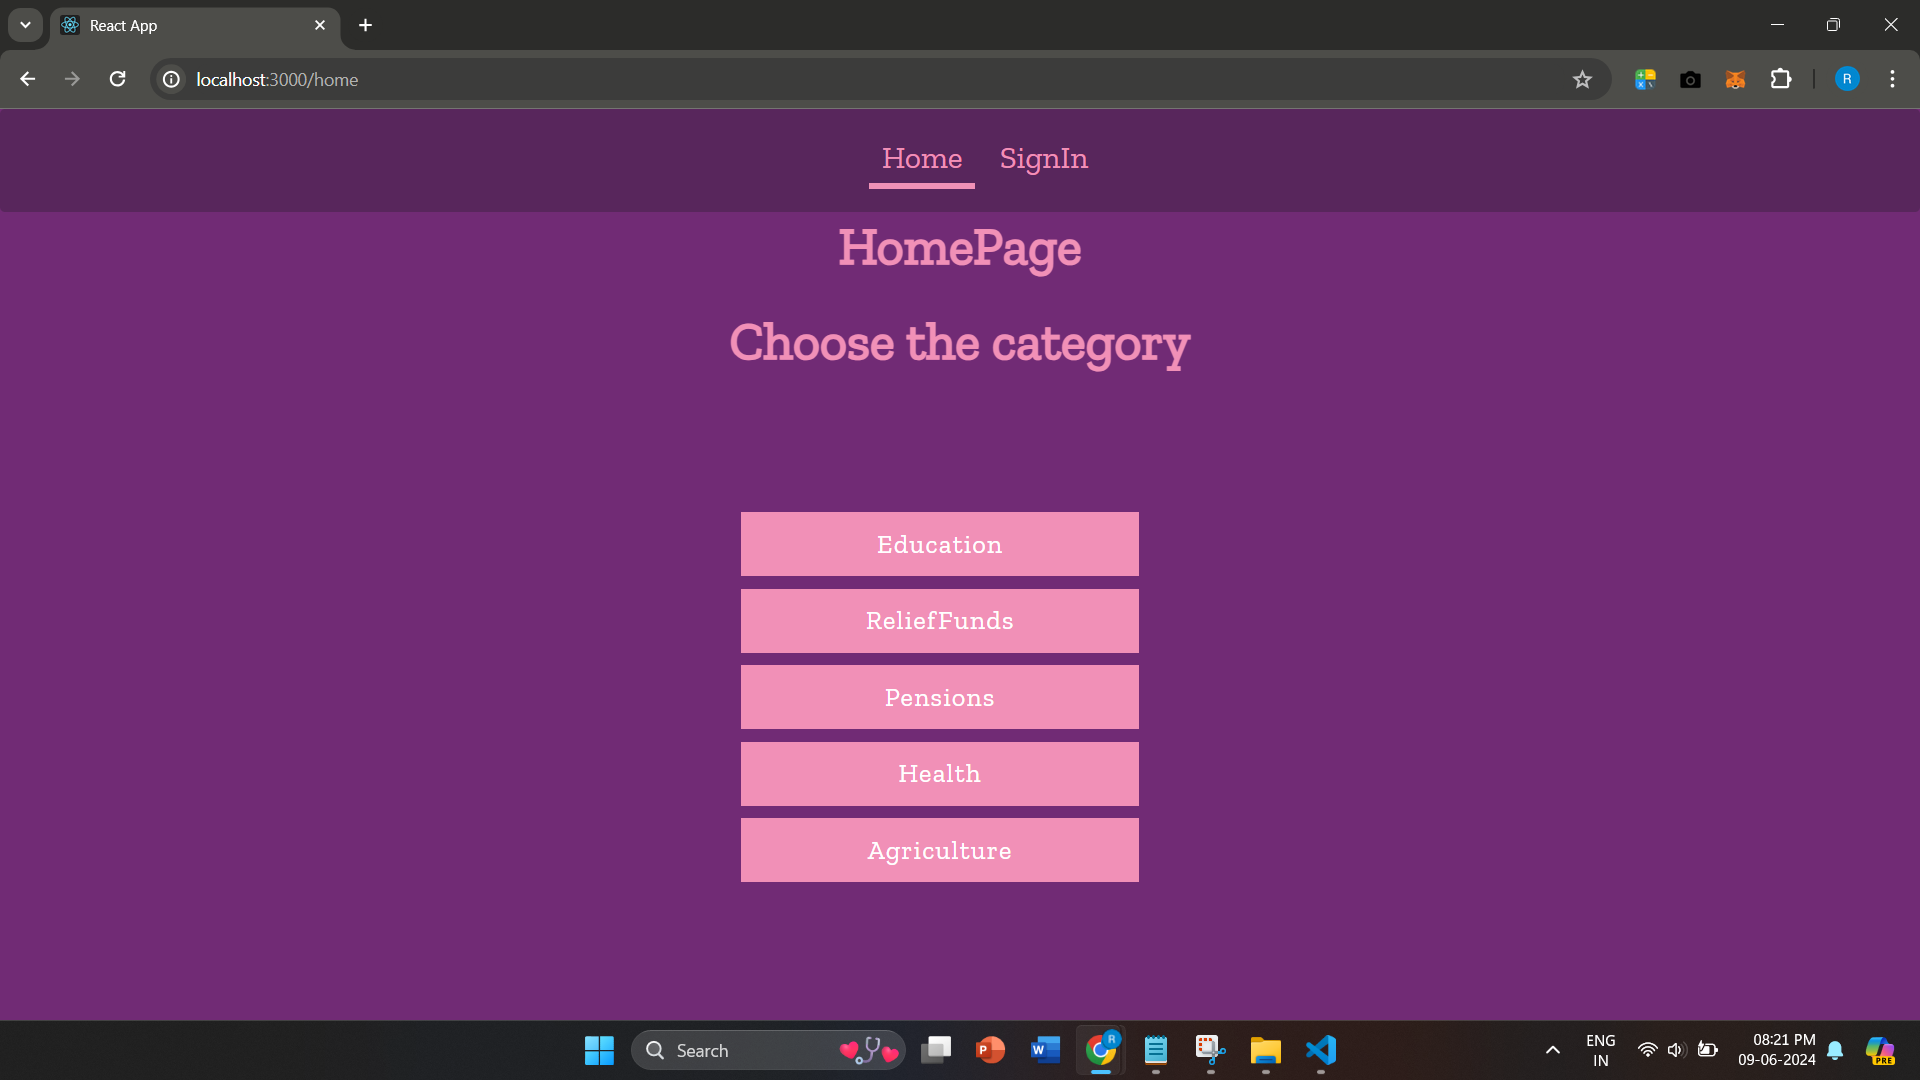 React App
localhost:3000/home
R
Home SignIn
HomePage
Choose the category
Education
ReliefFunds
Pensions
Health
Agriculture
Search
P
W
R
ENG
IN
08:21 PM
09-06-2024
PRE